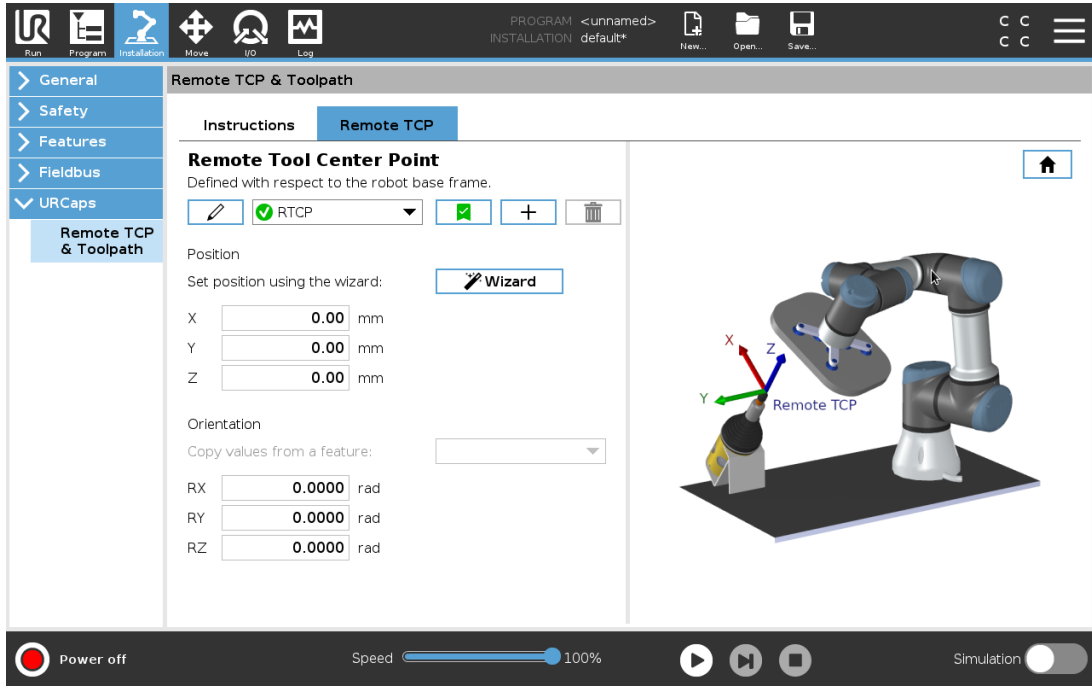 PROGRAM <unnamed>
INSTALLATION default*
UR
Run
Program
Installation
Move
I/O
Log
New...
Open...
Save...
C C
C C
General
Safety
Features
Fieldbus
URCaps
Remote TCP
& Toolpath
Remote TCP & Toolpath
Instructions
Remote TCP
Remote Tool Center Point
Defined with respect to the robot base frame.
RTCP
Position
Set position using the wizard:
Wizard
X 0.00 mm
Y 0.00 mm
Z 0.00 mm
Orientation
Copy values from a feature:
RX 0.0000 rad
RY 0.0000 rad
RZ 0.0000 rad
X
Z
Y
Remote TCP
Power off
Speed
100%
Simulation